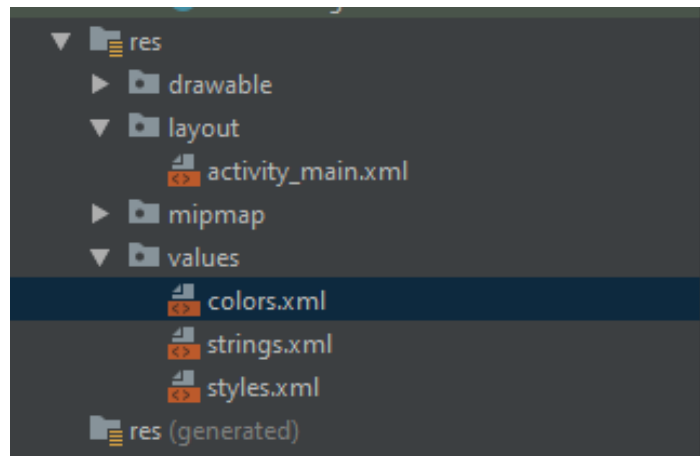 res
drawable
layout
activity_main.xml
mipmap
values
colors.xml
strings.xml
styles.xml
res (generated)